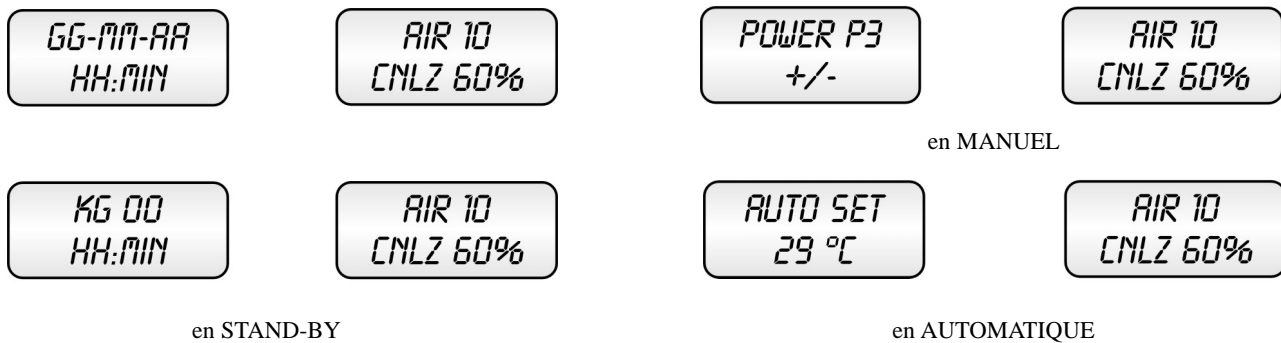 GG-MM-AA
HH:MIN
AIR 10
CNLZ 60%
POWER P3
+/-
AIR 10
CNLZ 60%
en MANUEL
KG 00
HH:MIN
AIR 10
CNLZ 60%
AUTO SET
29 °C
AIR 10
CNLZ 60%
en STAND-BY
en AUTOMATIQUE